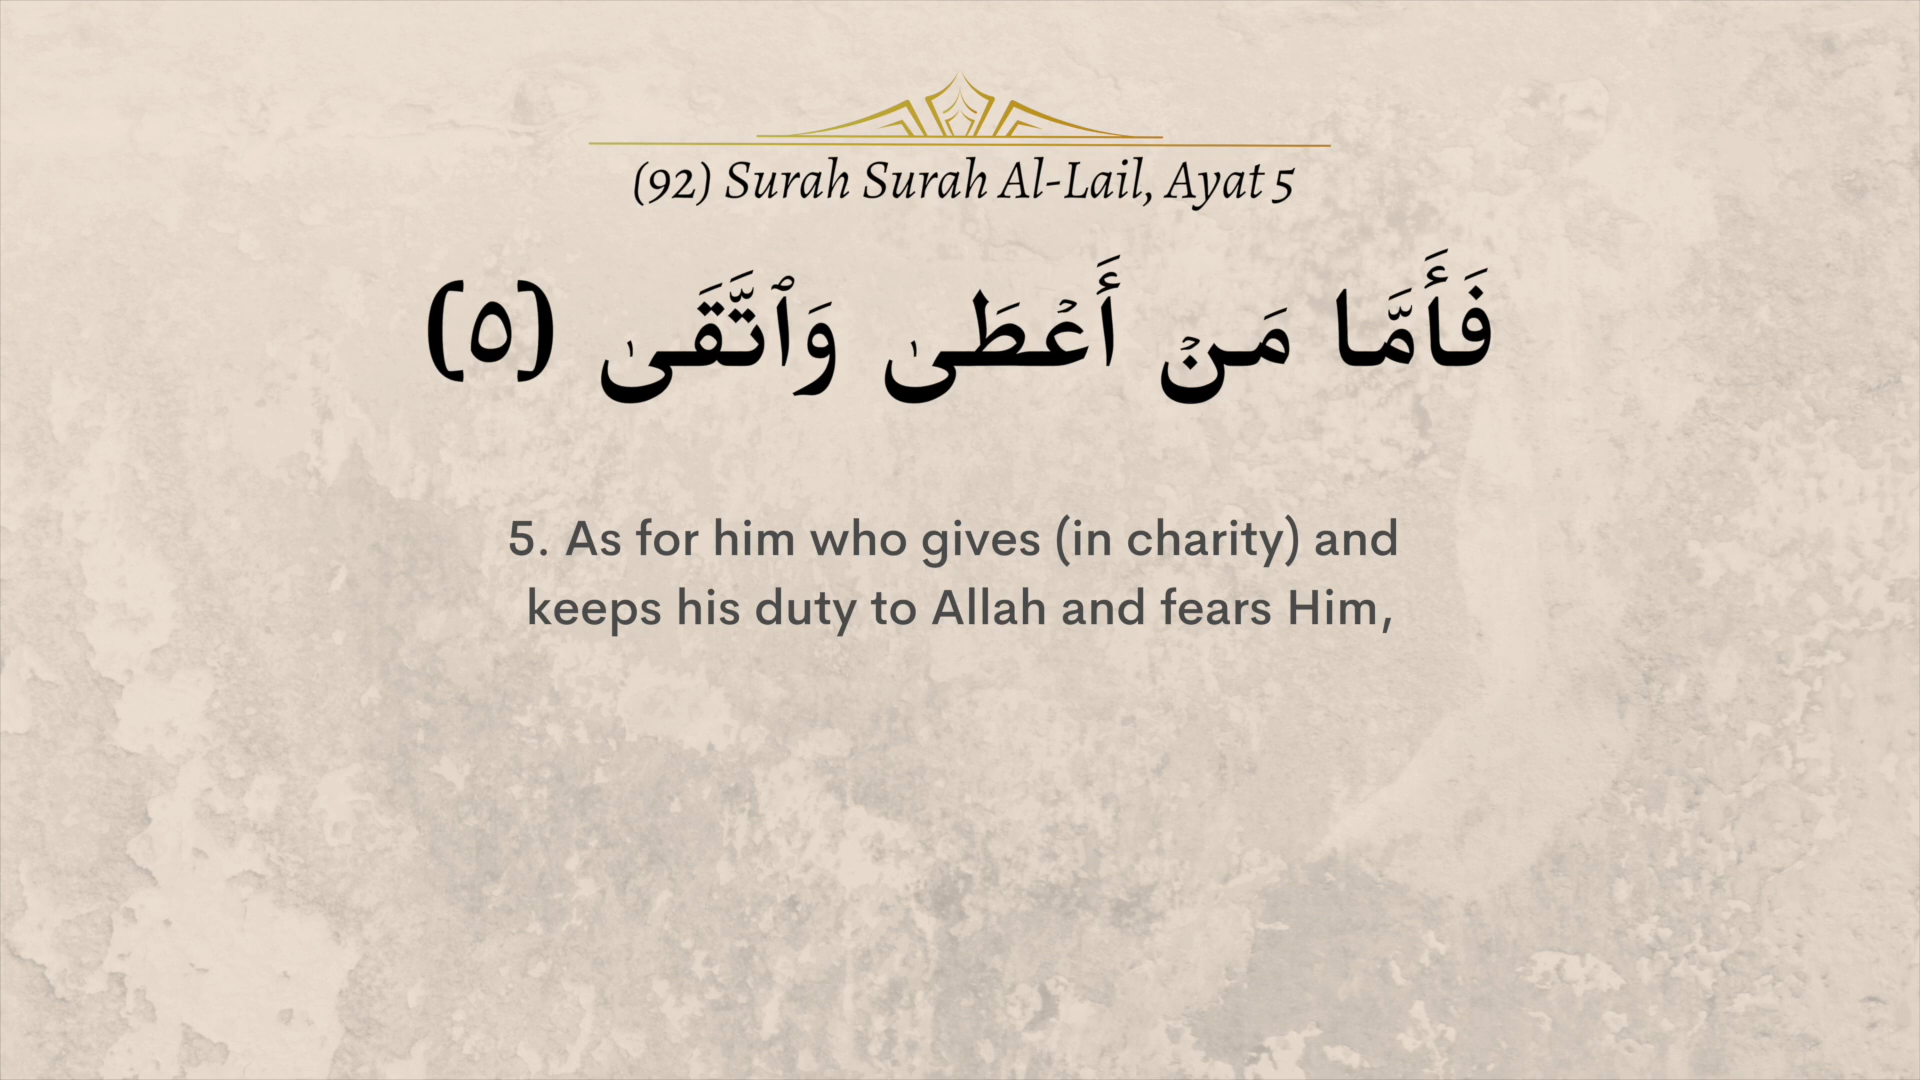 (92) Surah Surah Al-Lail, Ayat 5
فَأَمَّا مَنۡ أَعۡطَىٰ وَٱتَّقَىٰ (٥)
5. As for him who gives (in charity) and
keeps his duty to Allah and fears Him,